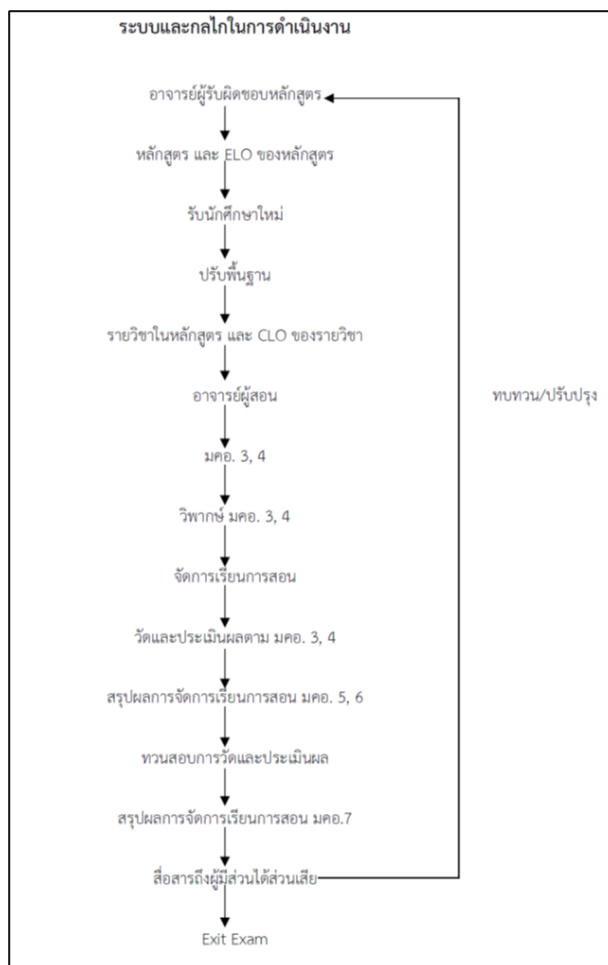 ระบบและกลไกในการดำเนินงาน
อาจารย์ผู้รับผิดชอบหลักสูตร
หลักสูตร และ ELO ของหลักสูตร
รับนักศึกษาใหม่
ปรับพื้นฐาน
รายวิชาในหลักสูตร และ CLO ของรายวิชา
อาจารย์ผู้สอน
ทบทวน/ปรับปรุง
มคอ. 3, 4
วิพากษ์ มคอ. 3, 4
จัดการเรียนการสอน
วัดและประเมินผลตาม มคอ. 3, 4
สรุปผลการจัดการเรียนการสอน มคอ. 5, 6
ทวนสอบการวัดและประเมินผล
สรุปผลการจัดการเรียนการสอน มคอ.7
สื่อสารถึงผู้มีส่วนได้ส่วนเสีย
Exit Exam